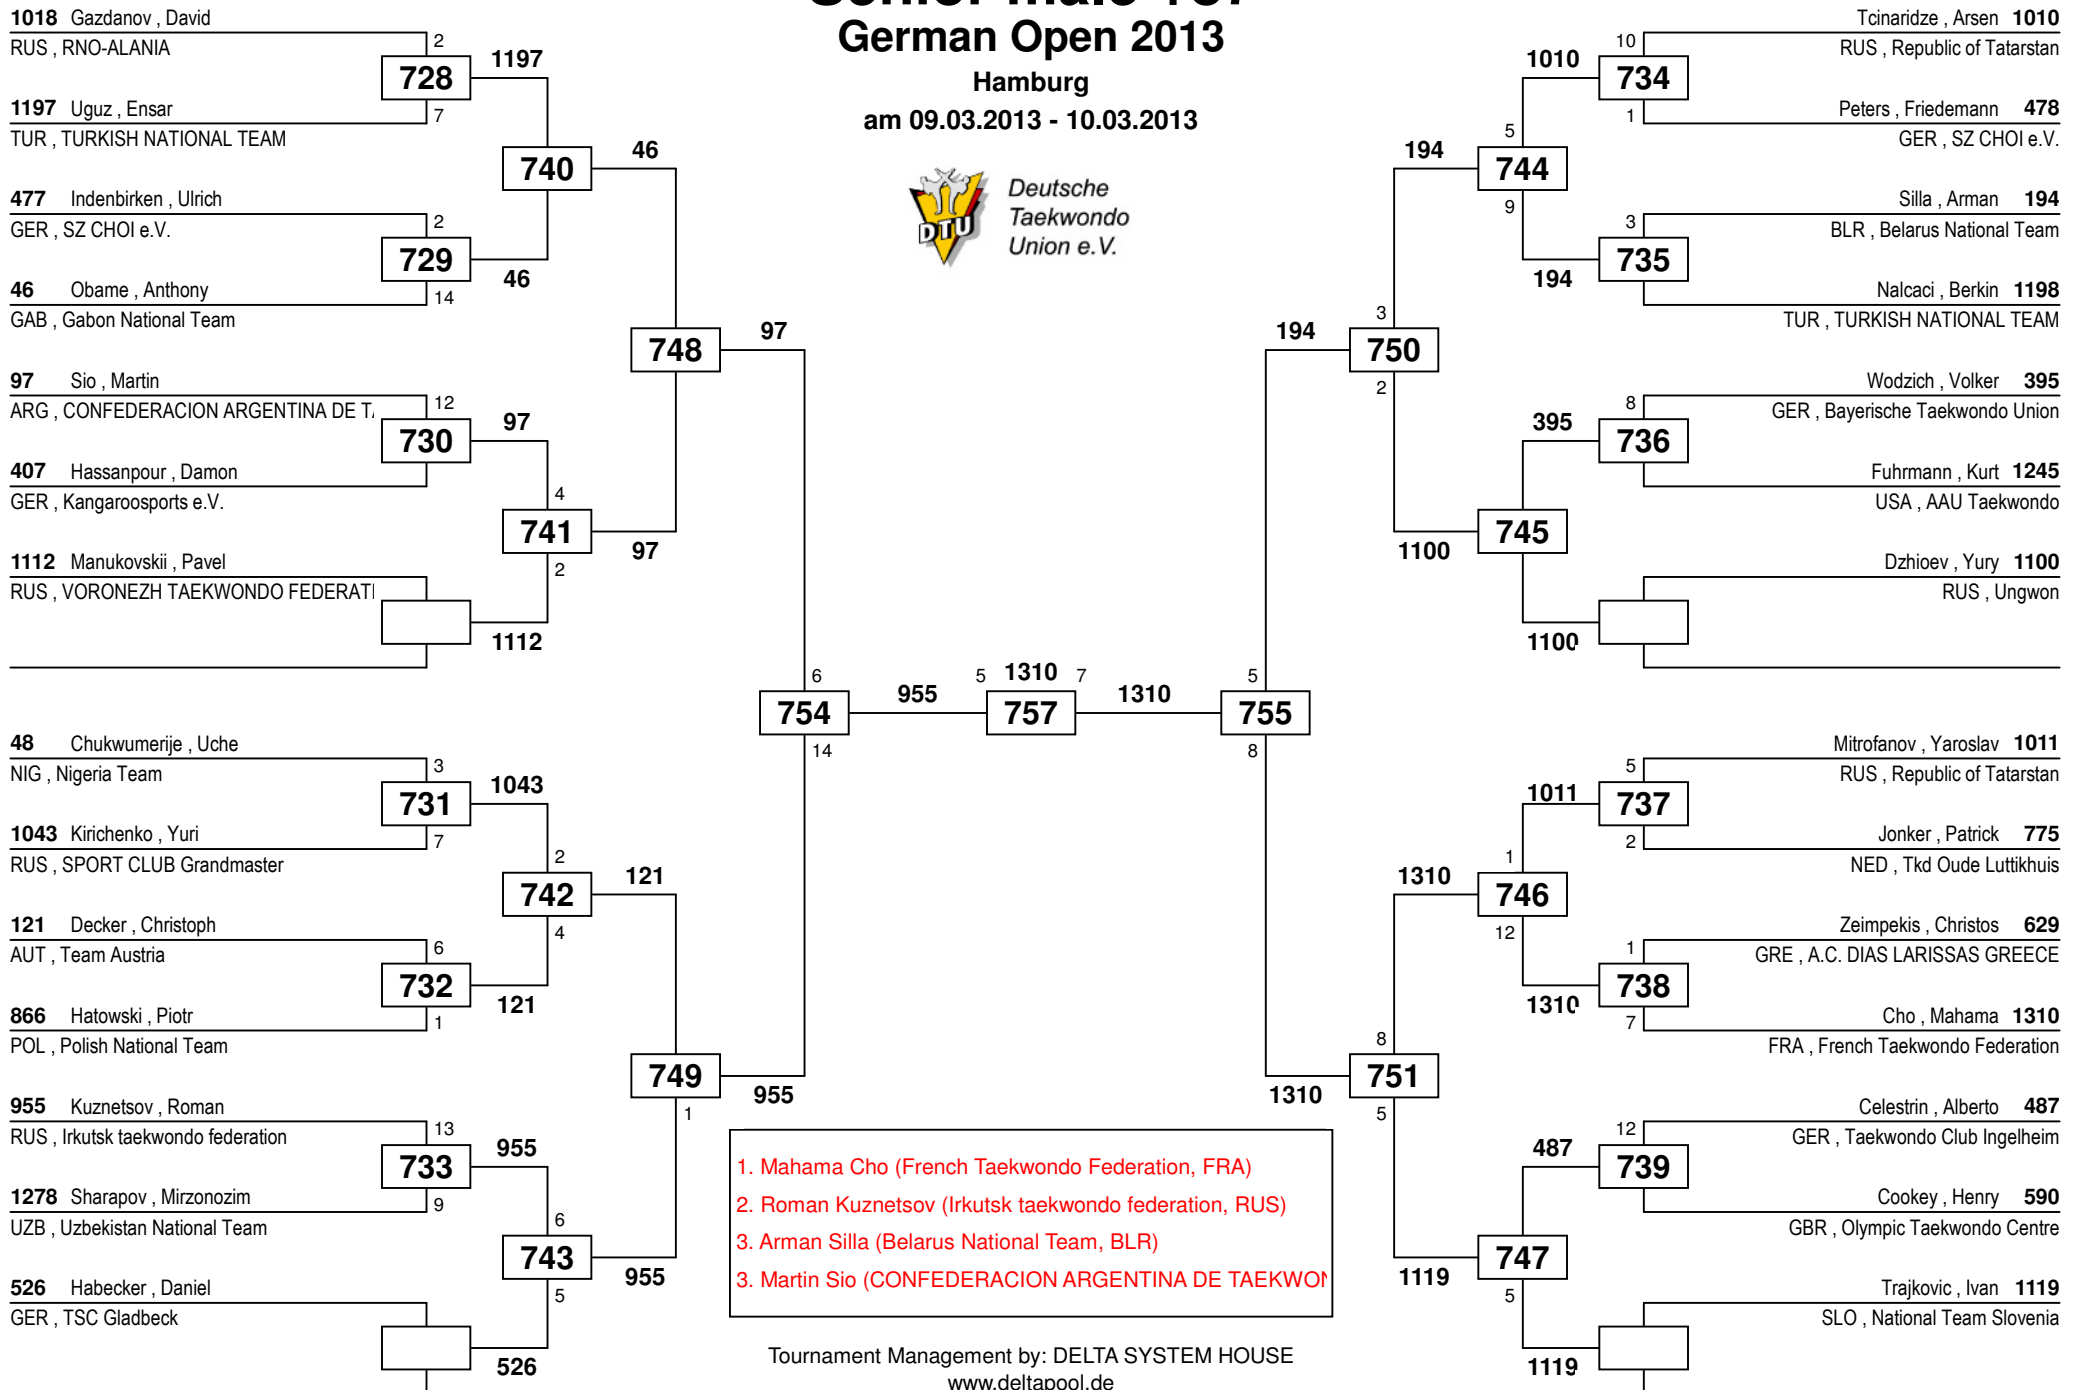 German Open 2013
Hamburg
am 09.03.2013 - 10.03.2013
DTU
Deutsche
Taekwondo
Union e.V.
1018 Gazdanov , David
RUS , RNO-ALANIA
2
728
1197
1197 Uguz , Ensar
7
TUR , TURKISH NATIONAL TEAM
740
46
477 Indenbirken , Ulrich
GER , SZ CHOI e.V.
2
729
46
46 Obame , Anthony
14
GAB , Gabon National Team
748
97
97 Sio , Martin
ARG , CONFEDERACION ARGENTINA DE
12
730
97
407 Hassanpour , Damon
GER , Kangaroosports e.V.
4
741
97
2
1112 Manukovskii , Pavel
RUS , VORONEZH TAEKWONDO
1112
6
754
955
14
48 Chukwumerije , Uche
NIG , Nigeria Team
3
731
1043
1043 Kirichenko , Yuri
7
RUS , SPORT CLUB Grandmaster
2
742
121
4
121 Decker , Christoph
AUT , Team Austria
6
732
121
866 Hatowski , Piotr
1
POL , Polish National Team
749
955
1
955 Kuznetsov , Roman
RUS , Irkutsk taekwondo federation
13
733
955
1278 Sharapov , Mirzonozim
9
UZB , Uzbekistan National Team
6
743
955
5
526 Habecker , Daniel
GER , TSC Gladbeck
526
5 1310 7
757
Tcinaridze , Arsen 1010
RUS , Republic of Tatarstan
10
1010
734
Peters , Friedemann 478
1
GER , SZ CHOI e.V.
5
194
744
9
Silla , Arman 194
BLR , Belarus National Team
3
735
194
Nalcaci , Berkin 1198
TUR , TURKISH NATIONAL TEAM
3
194
750
2
Wodzich , Volker 395
GER , Bayerische Taekwondo Union
8
395
736
Fuhrmann , Kurt 1245
USA , AAU Taekwondo
745
1100
Dzhioev , Yury 1100
RUS , Ungwon
1100
5
1310
755
8
Mitrofanov , Yaroslav 1011
RUS , Republic of Tatarstan
5
1011
737
Jonker , Patrick 775
2
NED , Tkd Oude Luttikhuis
1
1310
746
12
Zeimpekis , Christos 629
GRE , A.C. DIAS LARISSAS GREECE
1
738
1310
Cho , Mahama 1310
7
FRA , French Taekwondo Federation
8
751
1310
5
Celestrin , Alberto 487
GER , Taekwondo Club Ingelheim
12
487
739
Cookey , Henry 590
GBR , Olympic Taekwondo Centre
747
1119
5
Trajkovic , Ivan 1119
SLO , National Team Slovenia
1119
1. Mahama Cho (French Taekwondo Federation, FRA)
2. Roman Kuznetsov (Irkutsk taekwondo federation, RUS)
3. Arman Silla (Belarus National Team, BLR)
3. Martin Sio (CONFEDERACION ARGENTINA DE
Tournament Management by: DELTA SYSTEM HOUSE
www.deltapool.de